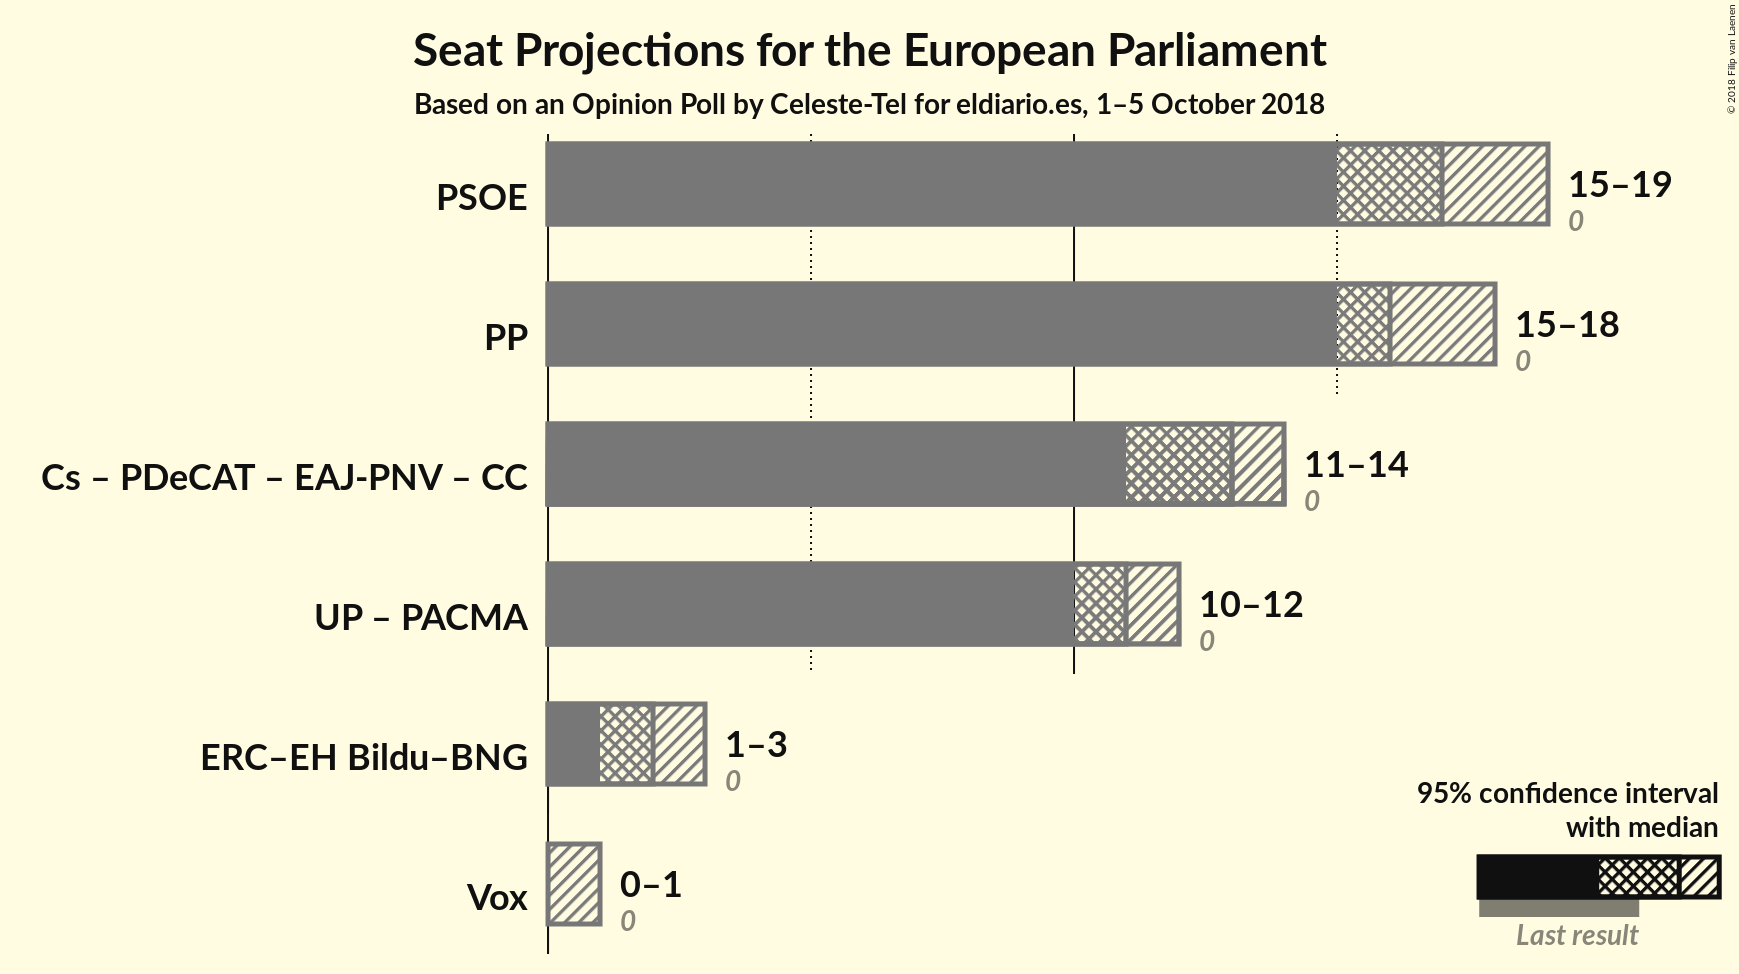 Seat Projections for the European Parliament
Based on an Opinion Poll by Celeste-Tel for eldiario.es, 1–5 October 2018
© 2018 Filip van Laenen
PSOE
15–19
0
PP
15–18
0
Cs – PDeCAT – EAJ-PNV – CC
11–14
0
UP – PACMA
10–12
0
ERC–EH Bildu–BNG
1–3
0
Vox
0–1
0
95% confidence interval
with median
Last result